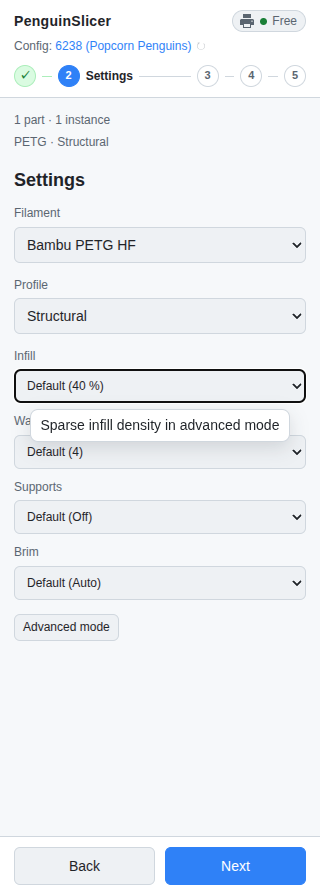 PenguinSlicer
Free
Config: 6238 (Popcorn Penguins)
✓ 2 Settings 3 4 5
1 part · 1 instance
PETG · Structural
Settings
Filament
Bambu PETG HF
Profile
Structural
Infill
Default (40 %)
Wa
Sparse infill density in advanced mode
Default (4)
Supports
Default (Off)
Brim
Default (Auto)
Advanced mode
Back
Next